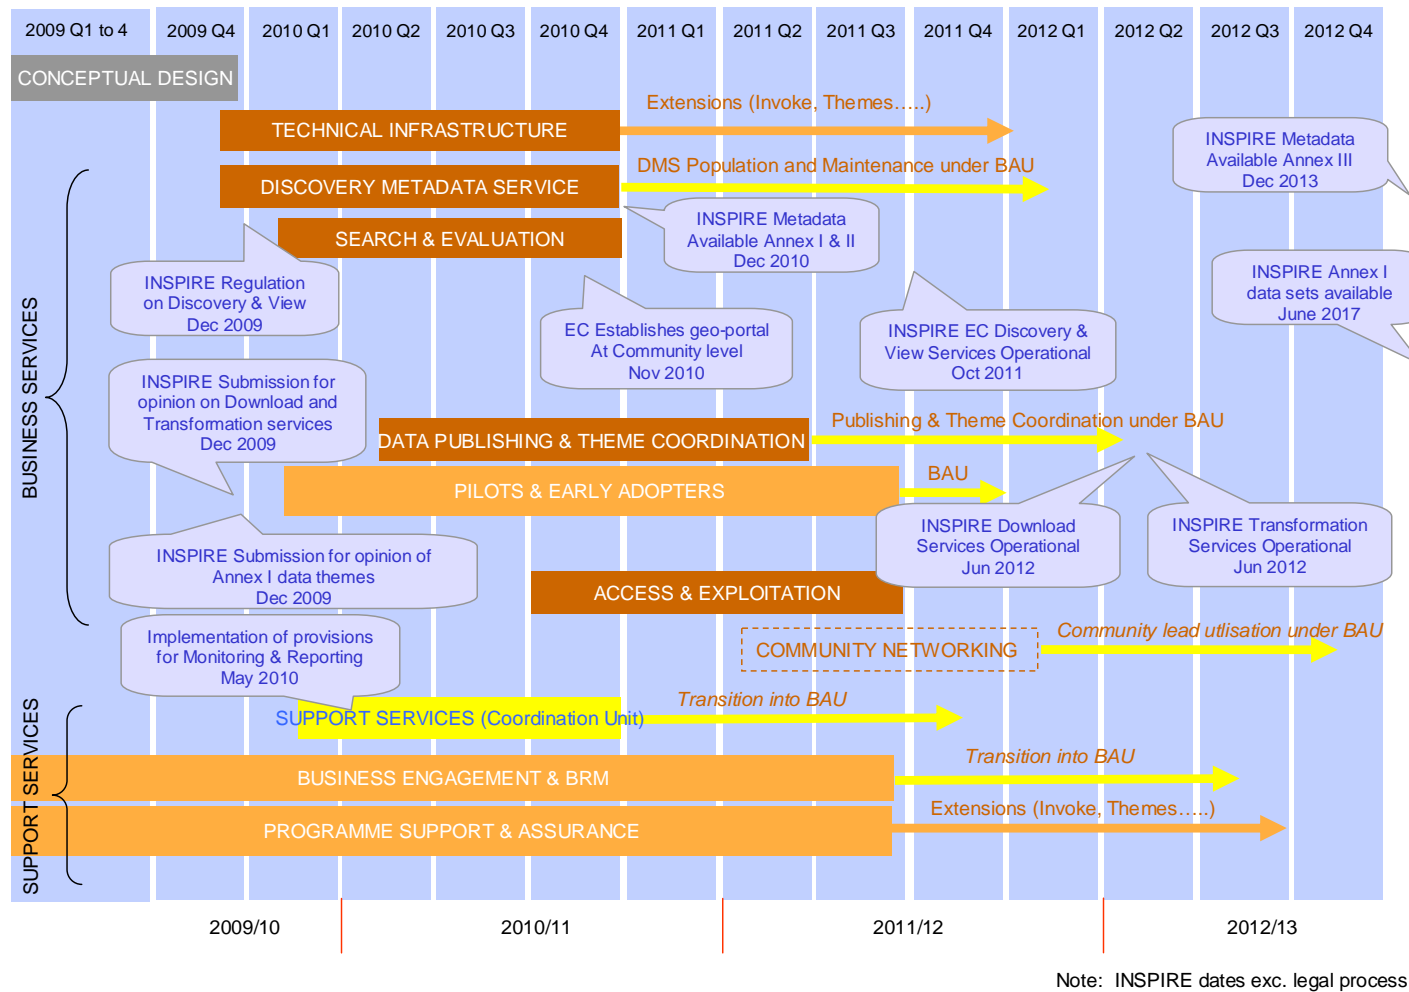 2009 Q1 to 4
2009 Q4
2010 Q1
2010 Q2
2010 Q3
2010 Q4
2011 Q1
2011 Q2
2011 Q3
2011 Q4
2012 Q1
2012 Q2
2012 Q3
2012 Q4
CONCEPTUAL DESIGN
Extensions (Invoke, Themes…..)
TECHNICAL INFRASTRUCTURE
INSPIRE Metadata
Available Annex III
Dec 2013
DMS Population and Maintenance under BAU
DISCOVERY METADATA SERVICE
INSPIRE Metadata
Available Annex I & II
Dec 2010
SEARCH & EVALUATION
INSPIRE Regulation
on Discovery & View
Dec 2009
INSPIRE Annex I
data sets available
June 2017
EC Establishes geo-portal
At Community level
Nov 2010
INSPIRE EC Discovery &
View Services Operational
Oct 2011
BUSINESS SERVICES
INSPIRE Submission for
opinion on Download and
Transformation services
Dec 2009
Publishing & Theme Coordination under BAU
DATA PUBLISHING & THEME COORDINATION
BAU
PILOTS & EARLY ADOPTERS
INSPIRE Download
Services Operational
Jun 2012
INSPIRE Transformation
Services Operational
Jun 2012
INSPIRE Submission for opinion of
Annex I data themes
Dec 2009
ACCESS & EXPLOITATION
Implementation of provisions
for Monitoring & Reporting
May 2010
Community lead utlisation under BAU
COMMUNITY NETWORKING
Transition into BAU
SUPPORT SERVICES (Coordination Unit)
SUPPORT SERVICES
Transition into BAU
BUSINESS ENGAGEMENT & BRM
Extensions (Invoke, Themes…..)
PROGRAMME SUPPORT & ASSURANCE
2009/10
2010/11
2011/12
2012/13
Note:  INSPIRE dates exc. legal process